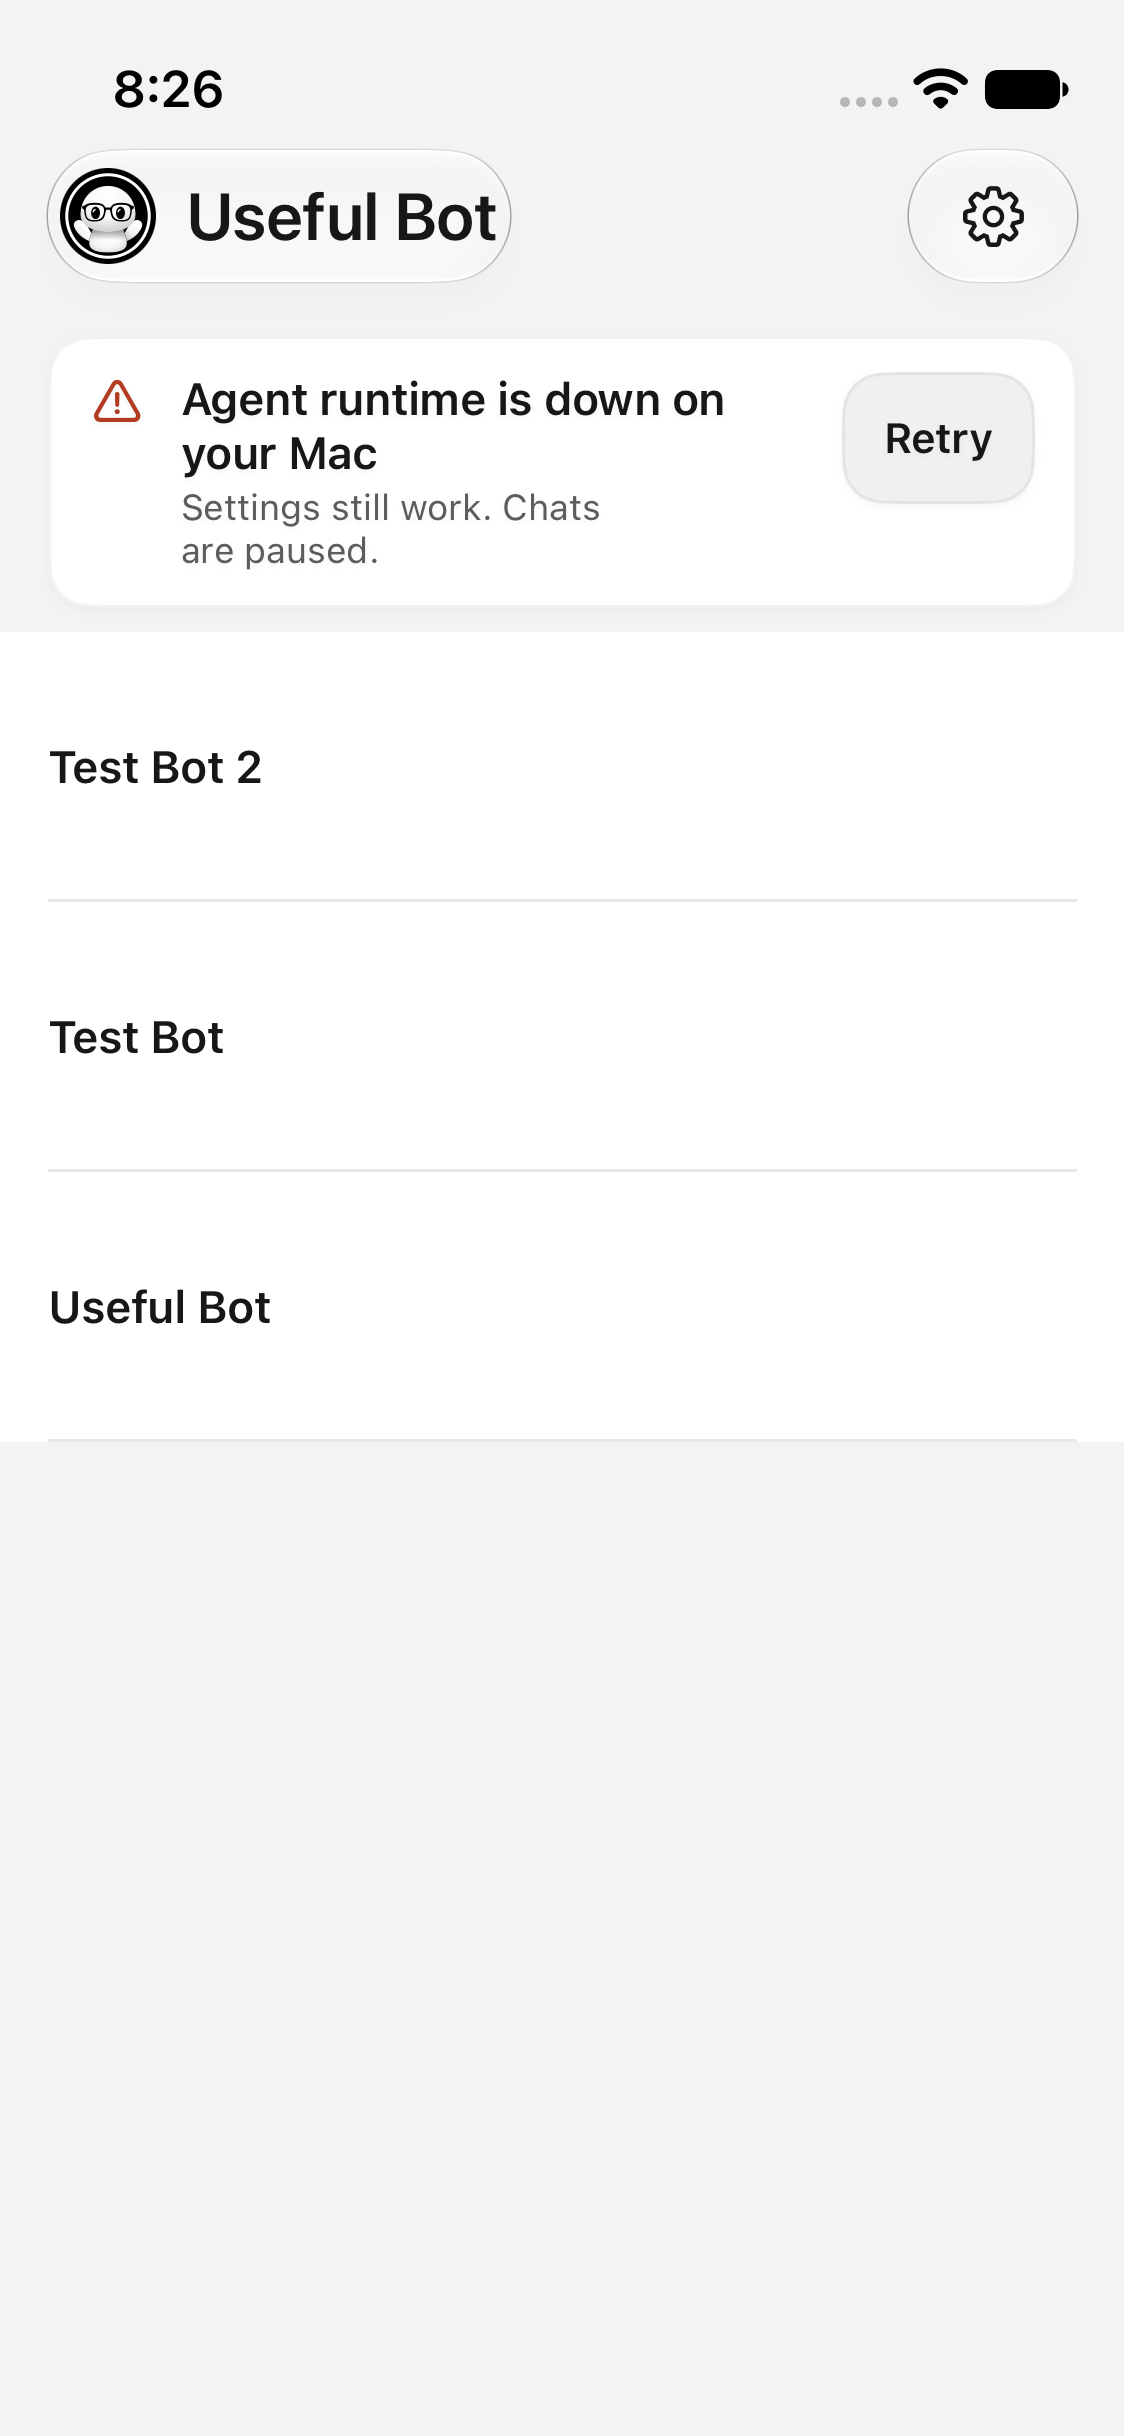 8:26
Useful Bot
Agent runtime is down on
your Mac
Retry
Settings still work. Chats
are paused.
Test Bot 2
Test Bot
Useful Bot